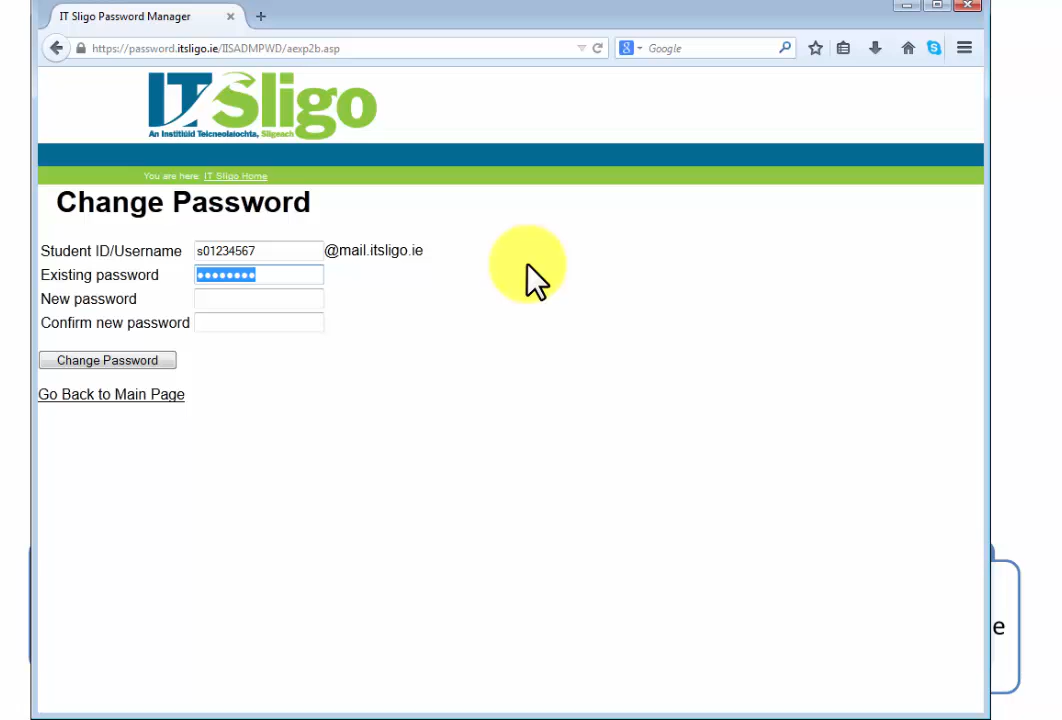 IT Sligo Password Manager
https://password.itsligo.ie/IISADMPWD/aexp2b.asp
Google
ITSligo
An Institiúid Teicneolaíochta, Sligeach
You are here: IT Sligo Home
Change Password
Student ID/Username s01234567 @mail.itsligo.ie
Existing password ••••••••
New password
Confirm new password
Change Password
Go Back to Main Page
e